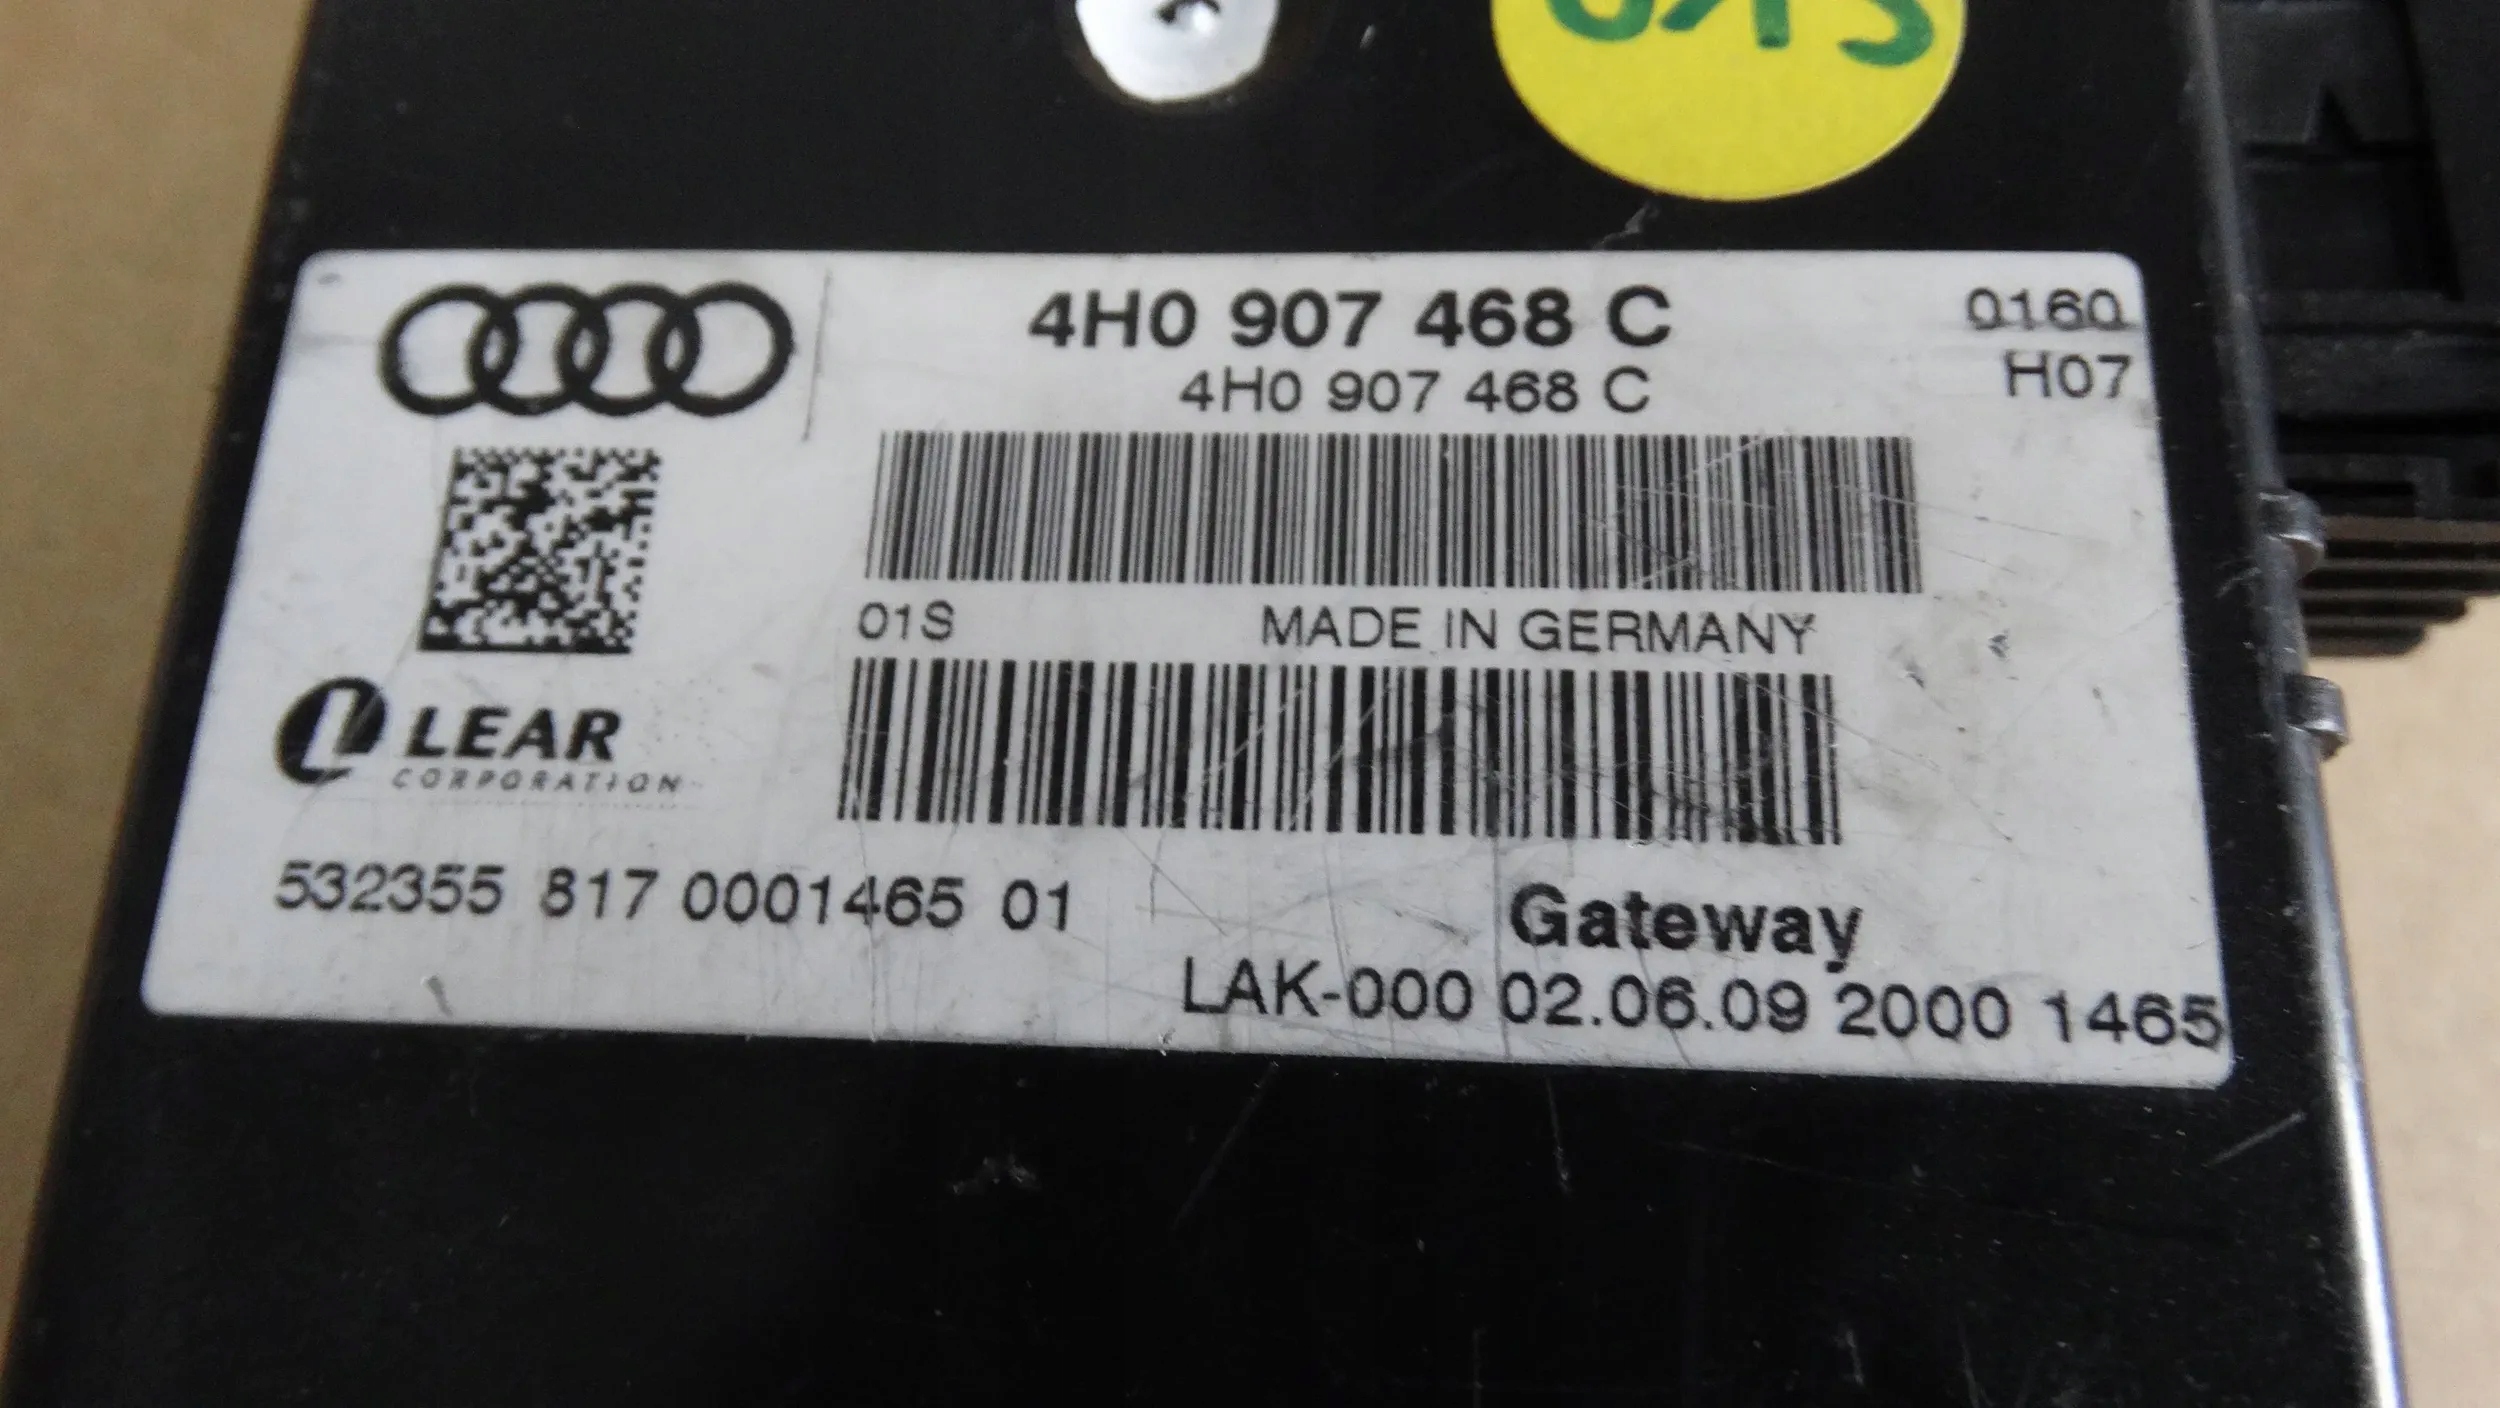 4H0 907 468 C
0160
4H0 907 468 C
H07
01S
MADE IN GERMANY
LEAR
CORPORATION
532355 817 0001465 01
Gateway
LAK-000 02.06.09 2000 1465